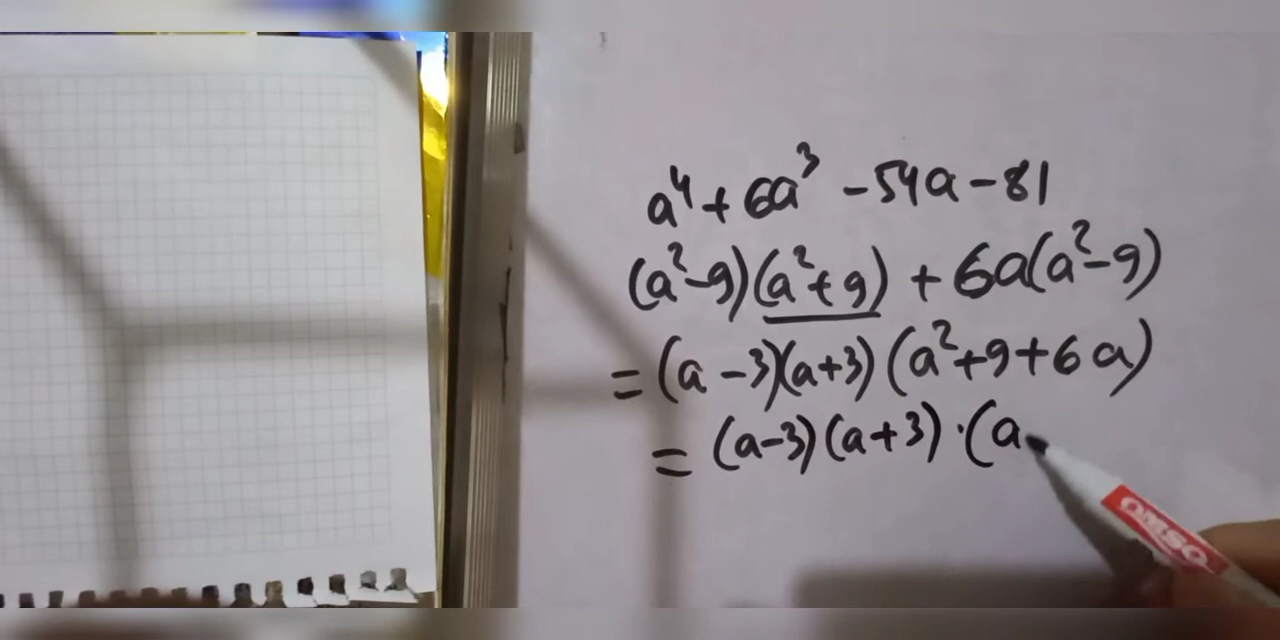 a⁴ + 6a³ - 54a - 81
(a² - 9)(a² + 9) + 6a(a² - 9)
= (a - 3)(a + 3)(a² + 9 + 6a)
= (a - 3)(a + 3) · (a